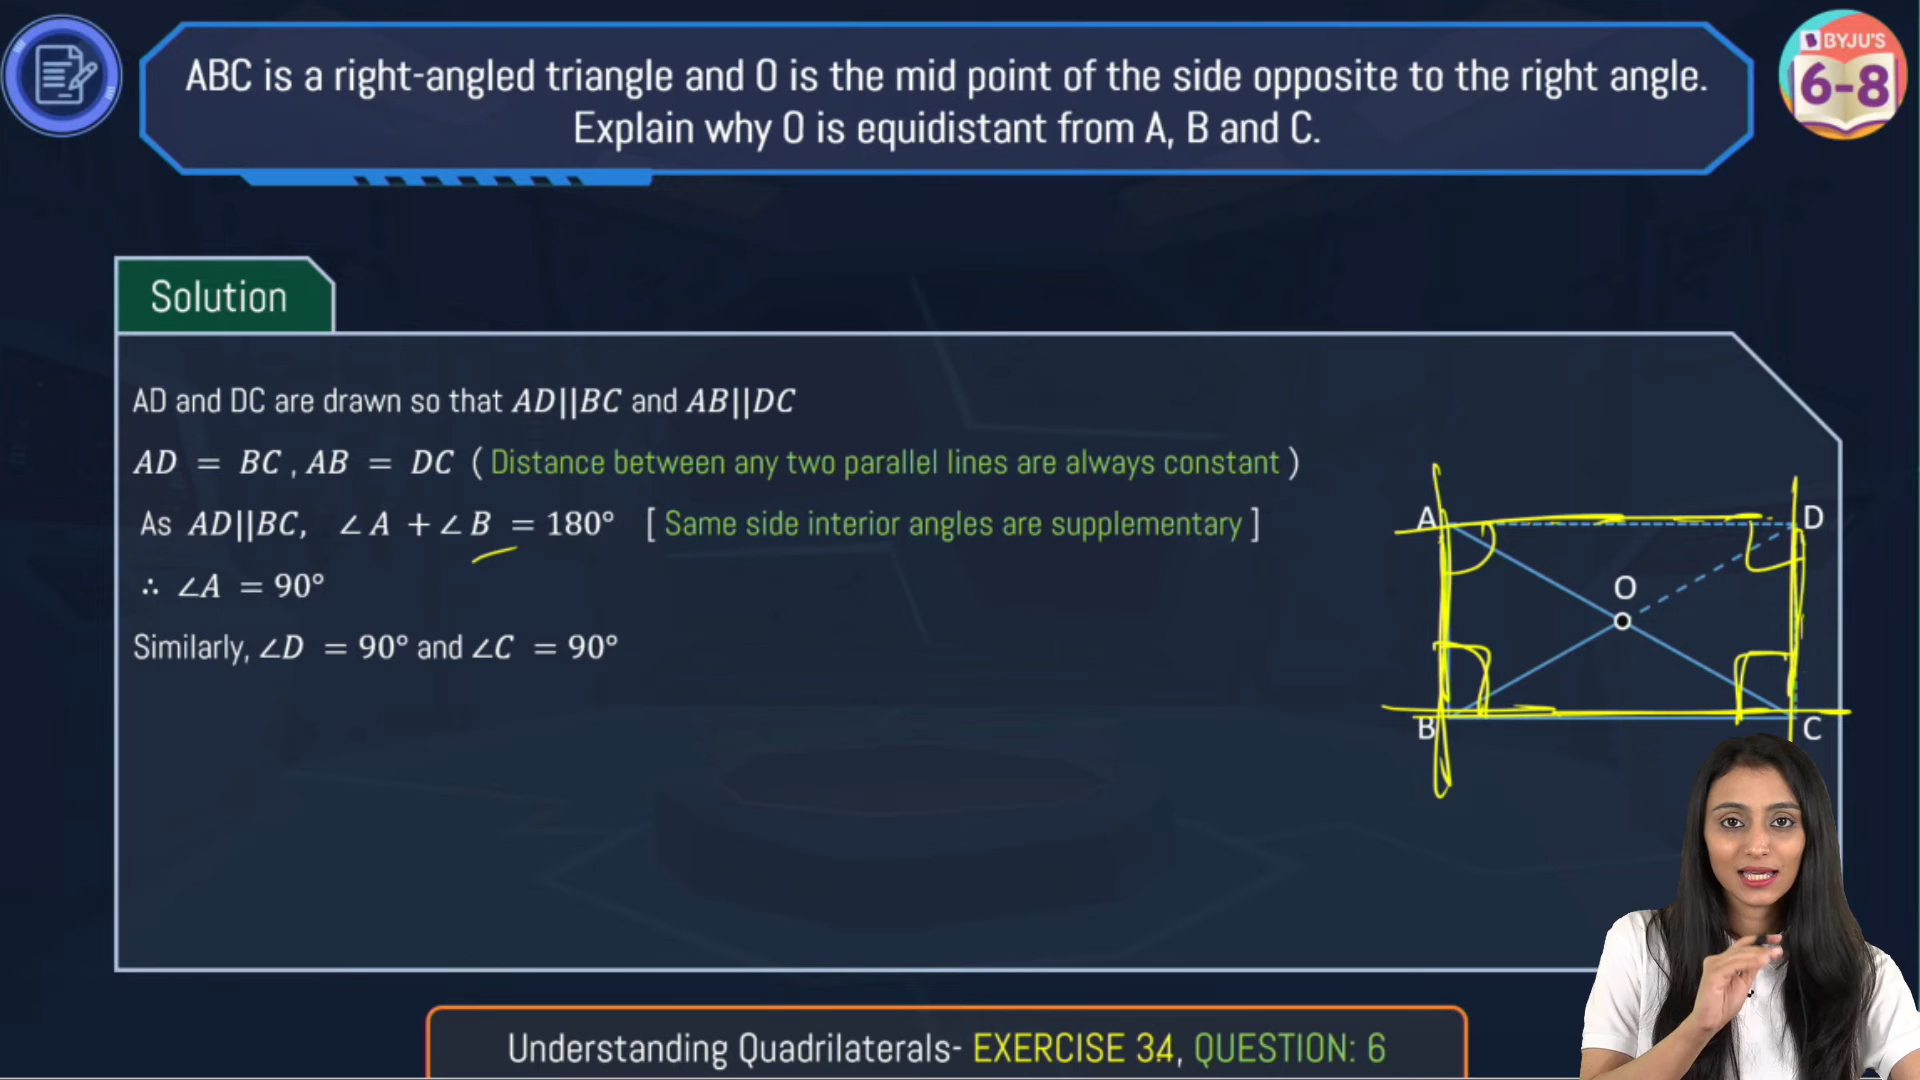 ABC is a right-angled triangle and O is the mid point of the side opposite to the right angle.
Explain why O is equidistant from A, B and C.
BYJU'S
6-8
Solution
AD and DC are drawn so that AD||BC and AB||DC
AD = BC , AB = DC ( Distance between any two parallel lines are always constant )
As AD||BC, ∠A + ∠B = 180° [ Same side interior angles are supplementary ]
∴ ∠A = 90°
Similarly, ∠D = 90° and ∠C = 90°
A
D
O
B
C
Understanding Quadrilaterals- EXERCISE 3.4, QUESTION: 6